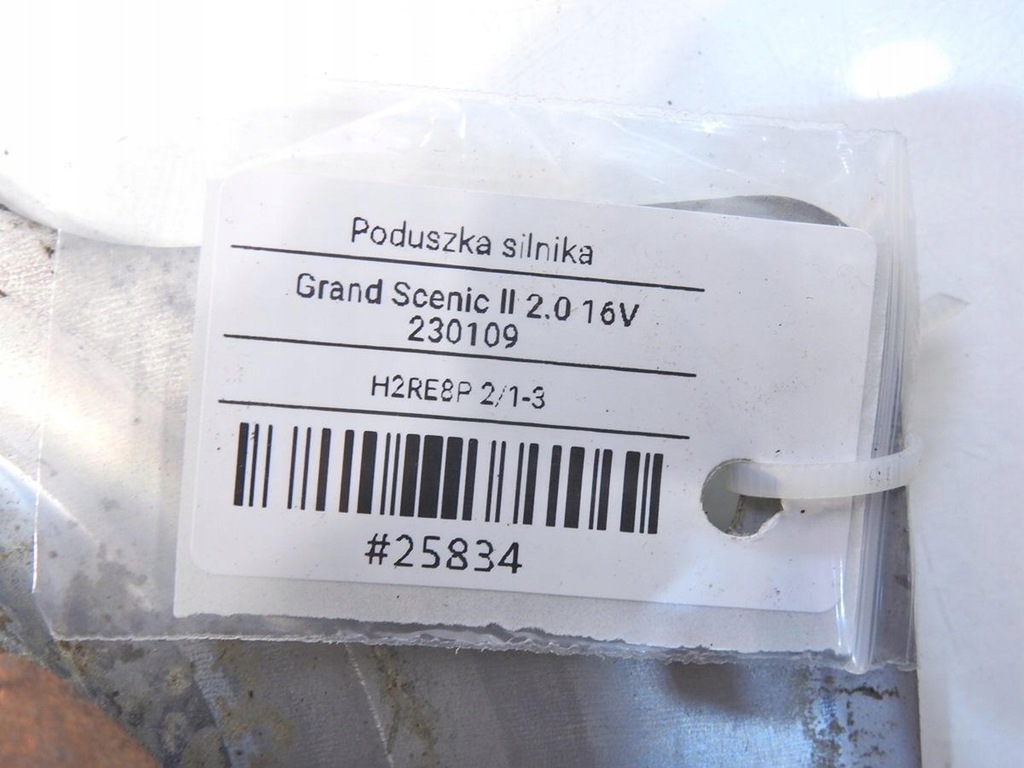 Poduszka silnika
Grand Scenic II 2.0 16V
230109
H2RE8P 2/1-3
#25834